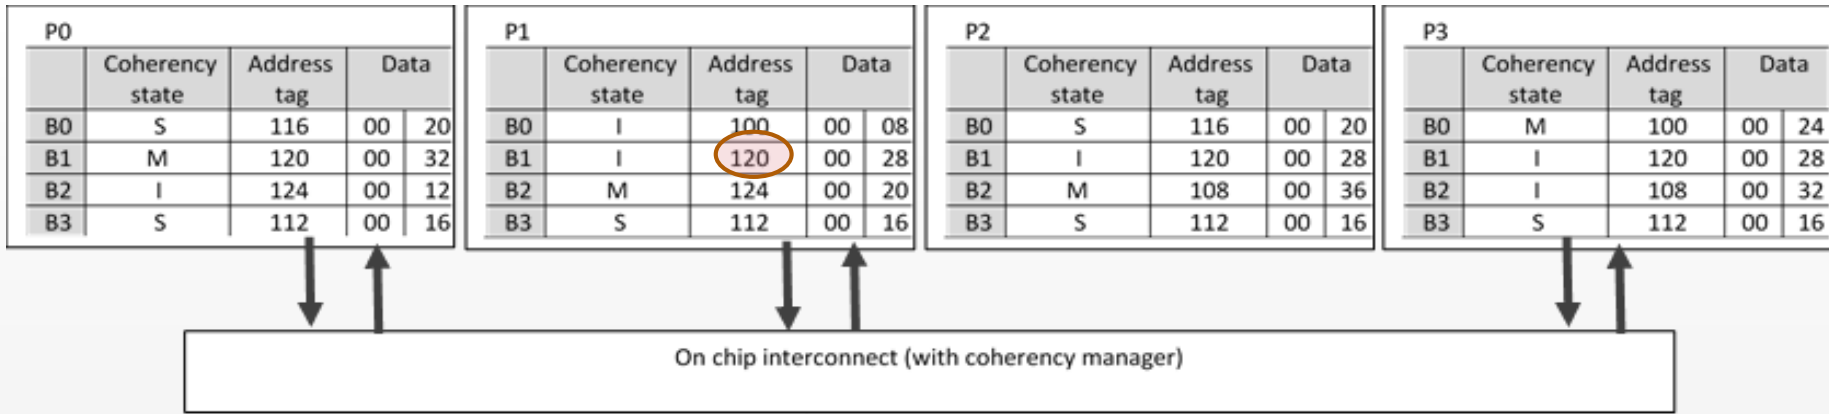 P0
Coherency state Address tag Data
B0 S 116 00 20
B1 M 120 00 32
B2 I 124 00 12
B3 S 112 00 16
P1
Coherency state Address tag Data
B0 I 100 00 08
B1 I 120 00 28
B2 M 124 00 20
B3 S 112 00 16
P2
Coherency state Address tag Data
B0 S 116 00 20
B1 I 120 00 28
B2 M 108 00 36
B3 S 112 00 16
P3
Coherency state Address tag Data
B0 M 100 00 24
B1 I 120 00 28
B2 I 108 00 32
B3 S 112 00 16
On chip interconnect (with coherency manager)